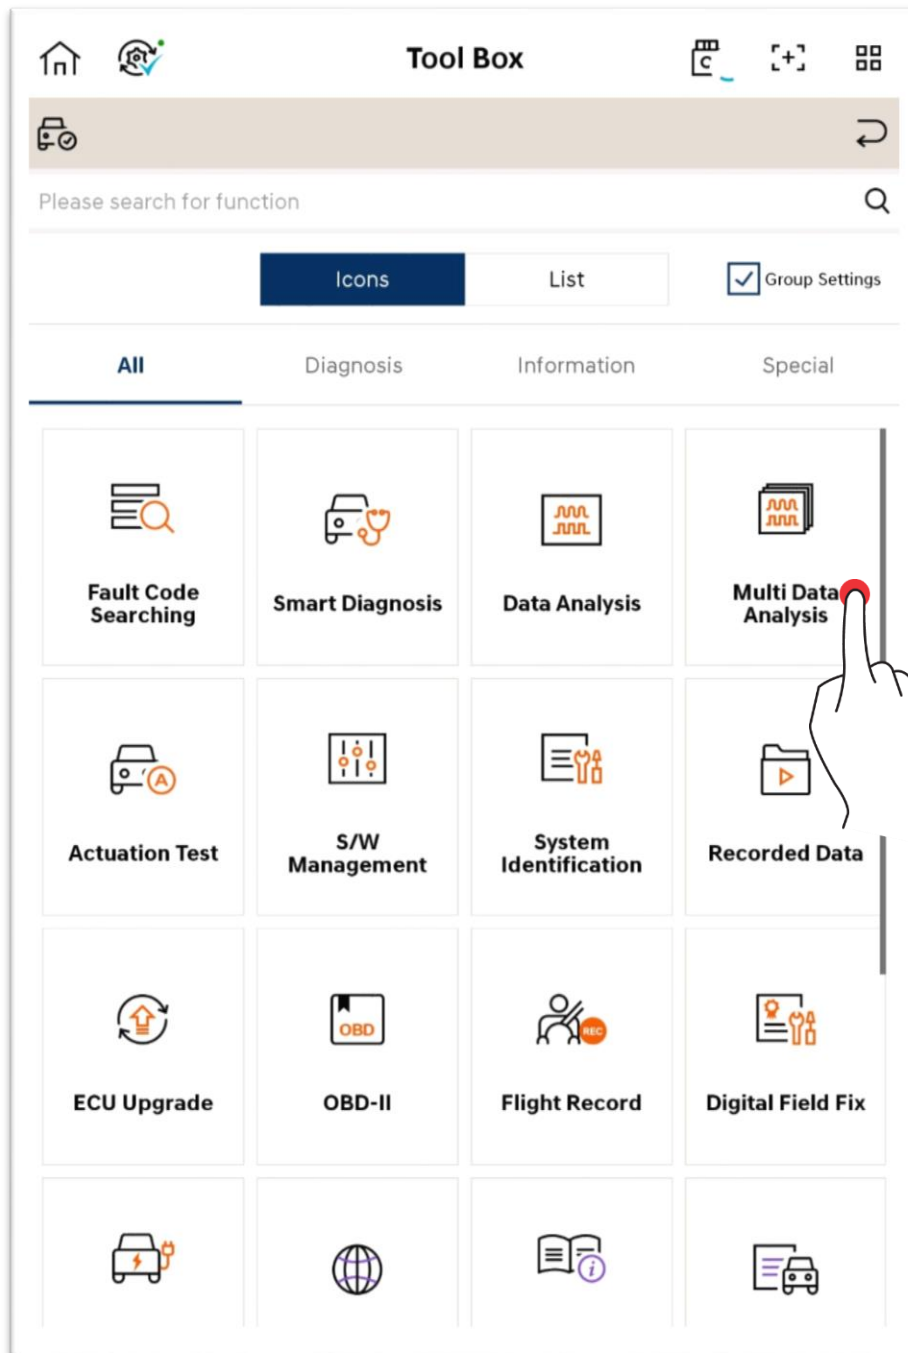 Tool Box
C
Please search for function
Icons
List
Group Settings
All
Diagnosis
Information
Special
Fault Code
Searching
Smart Diagnosis
Data Analysis
Multi Data
Analysis
A
Actuation Test
S/W
Management
System
Identification
Recorded Data
ECU Upgrade
OBD
OBD-II
REC
Flight Record
Digital Field Fix
i